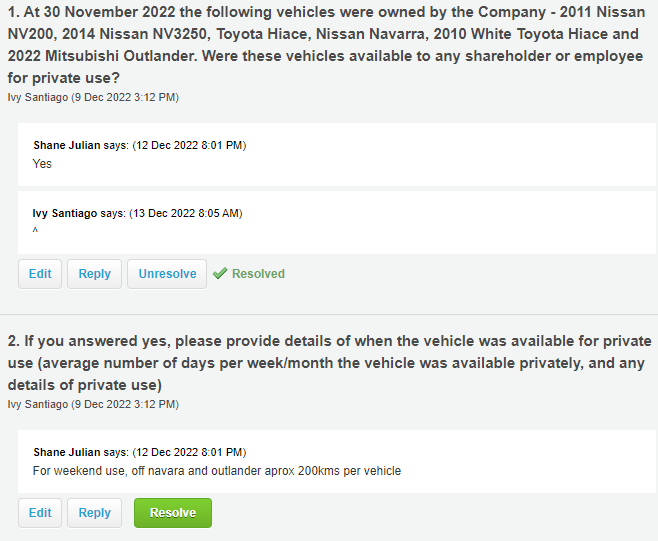 1. At 30 November 2022 the following vehicles were owned by the Company - 2011 Nissan
NV200, 2014 Nissan NV3250, Toyota Hiace, Nissan Navarra, 2010 White Toyota Hiace and
2022 Mitsubishi Outlander. Were these vehicles available to any shareholder or employee
for private use?
Ivy Santiago (9 Dec 2022 3:12 PM)
Shane Julian says: (12 Dec 2022 8:01 PM)
Yes
Ivy Santiago says: (13 Dec 2022 8:05 AM)
^
Edit Reply Unresolve Resolved
2. If you answered yes, please provide details of when the vehicle was available for private
use (average number of days per week/month the vehicle was available privately, and any
details of private use)
Ivy Santiago (9 Dec 2022 3:12 PM)
Shane Julian says: (12 Dec 2022 8:01 PM)
For weekend use, off navara and outlander aprox 200kms per vehicle
Edit Reply Resolve